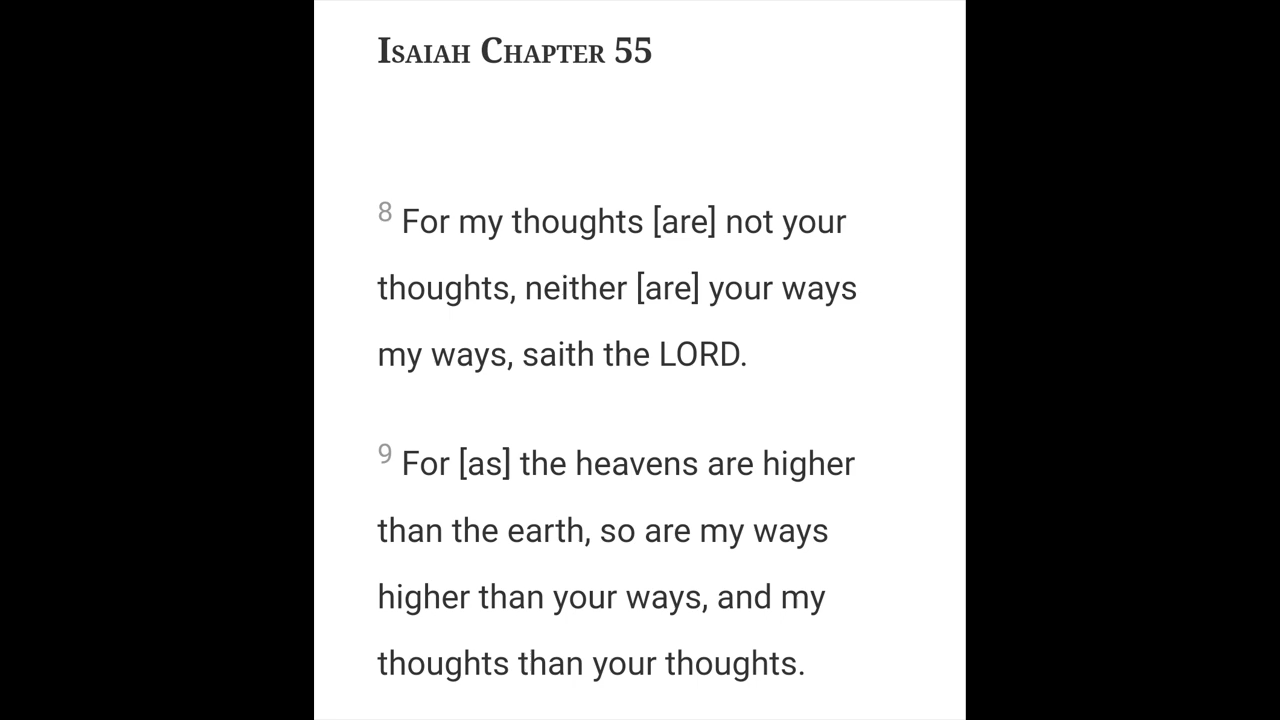 Isaiah Chapter 55
8 For my thoughts [are] not your
thoughts, neither [are] your ways
my ways, saith the LORD.
9 For [as] the heavens are higher
than the earth, so are my ways
higher than your ways, and my
thoughts than your thoughts.